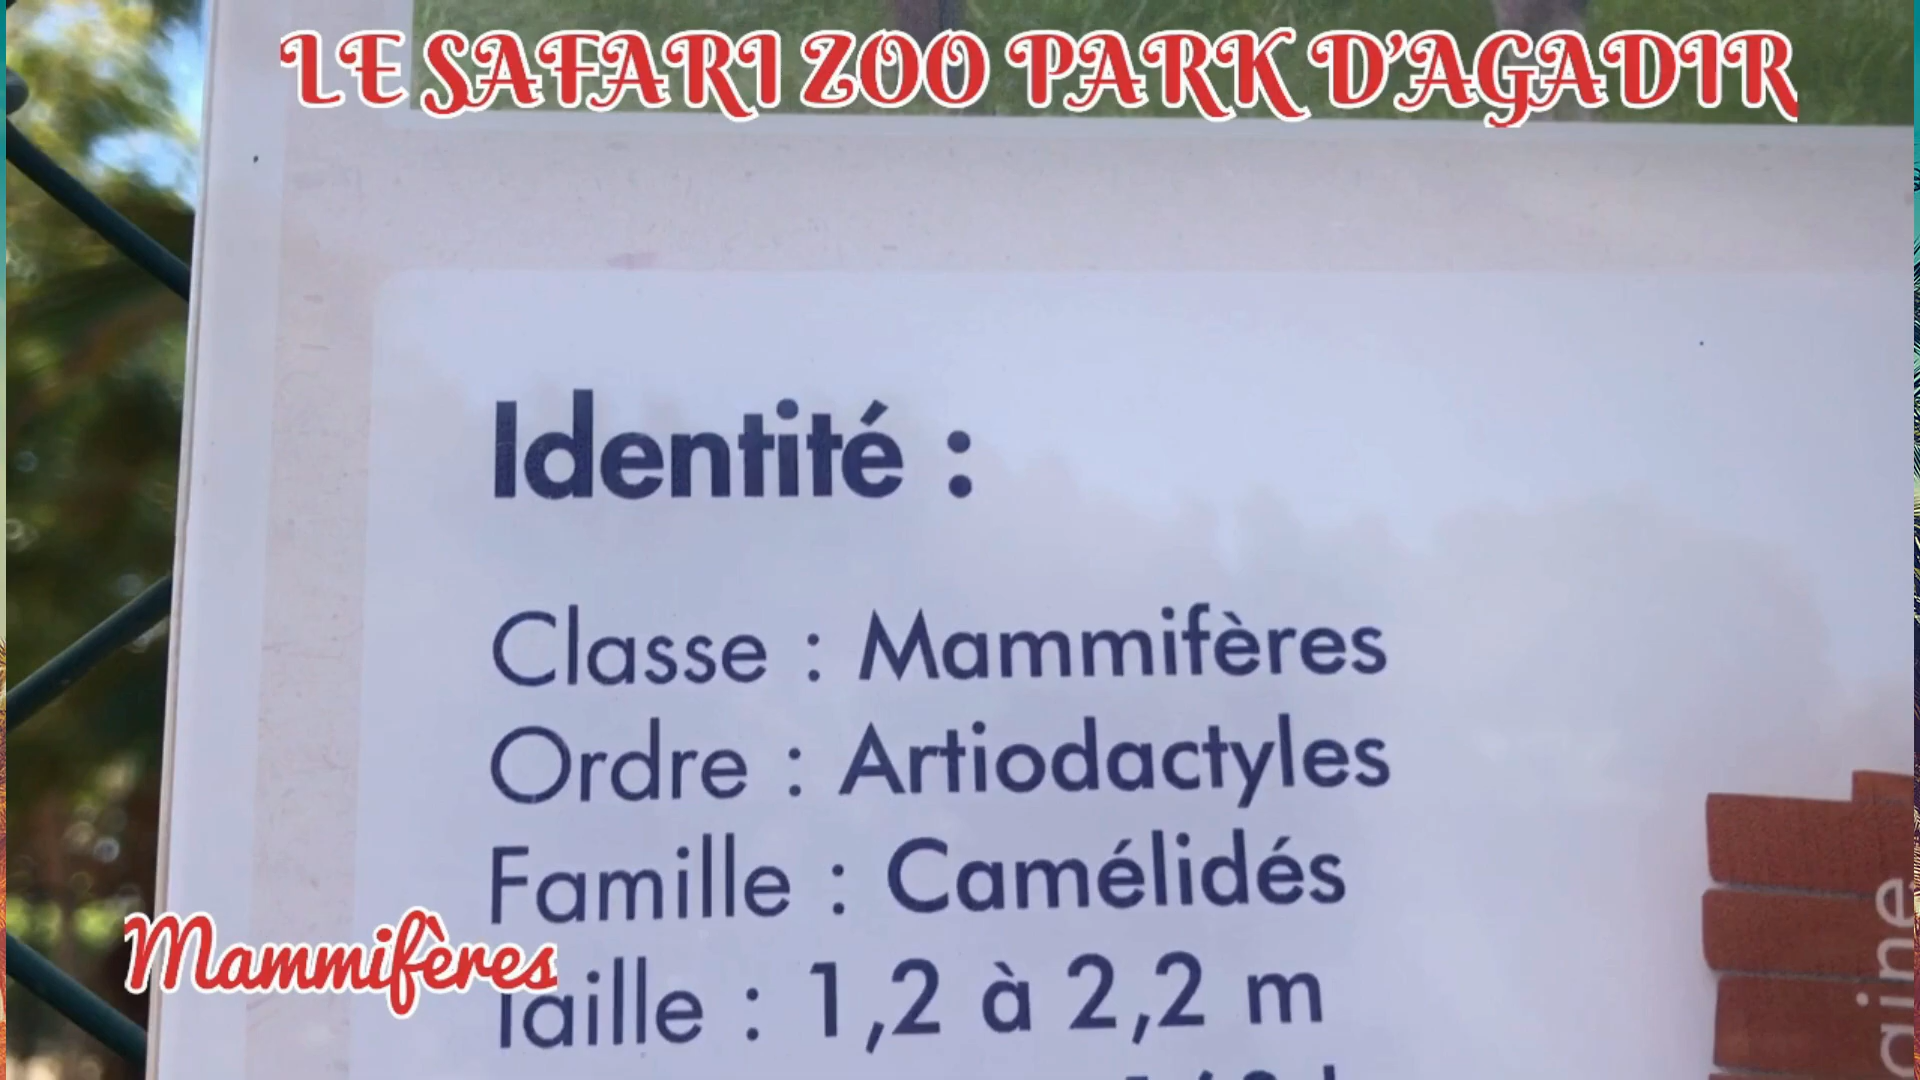 LE SAFARI ZOO PARK D'AGADIR
Identité :
Classe : Mammifères
Ordre : Artiodactyles
Famille : Camélidés
Mammifères
Taille : 1,2 à 2,2 m